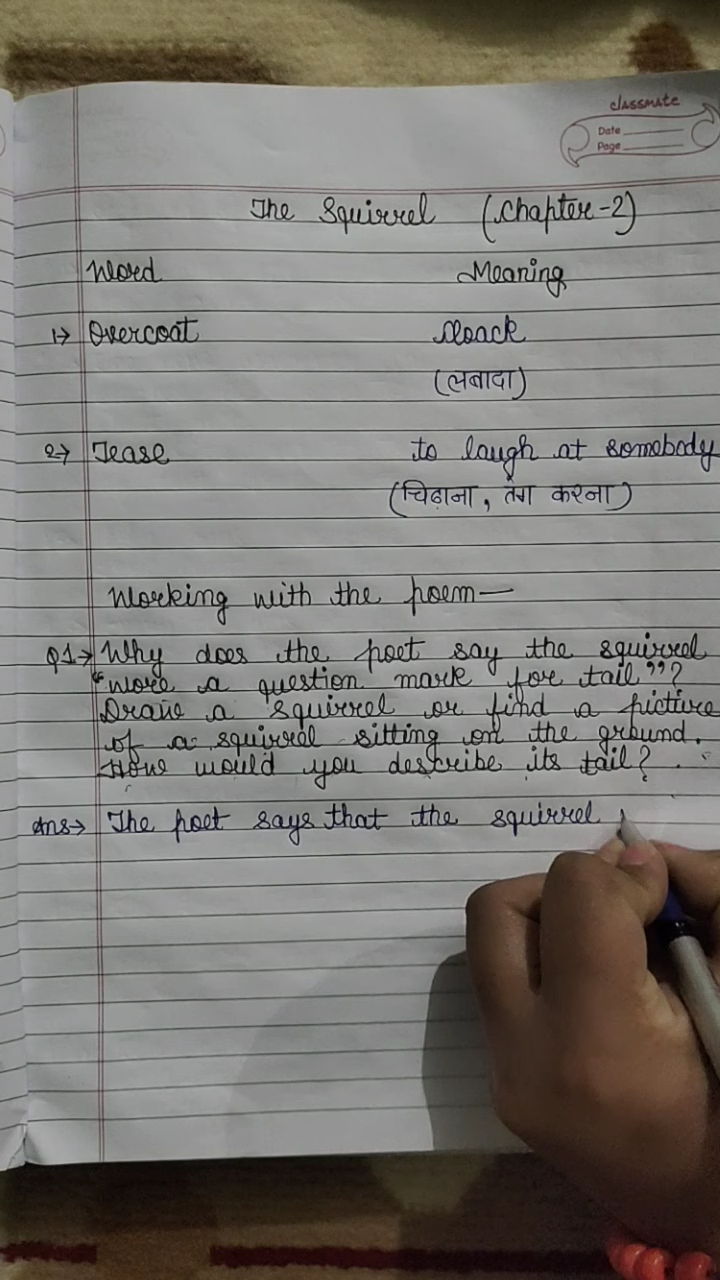 classmate
Date
Page
The Squirrel (Chapter-2)
Word Meaning
1→ Overcoat Cloack
(लबादा)
2→ Tease to laugh at somebody
(चिढ़ाना, तंग करना)
Working with the poem—
Q1→ Why does the poet say the squirrel
"wore a question mark for tail"?
Draw a squirrel or find a picture
of a squirrel sitting on the ground.
How would you describe its tail?
Ans→ The poet says that the squirrel